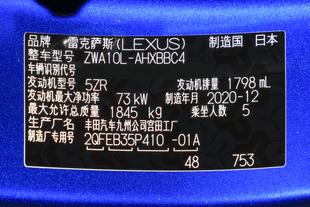 品牌 雷克萨斯(LEXUS) 制造国 日本
整车型号 ZWA10L-AHXBBC4
车辆识别代号
发动机型号 5ZR 发动机排量 1798 mL
发动机最大净功率 73 kW 制造年月 2020-12
最大允许总质量 1845 kg 乘坐人数 5
生产厂名 丰田汽车九州公司宫田工厂
制造厂专用号 2QFEB35P410 -01A
48 753